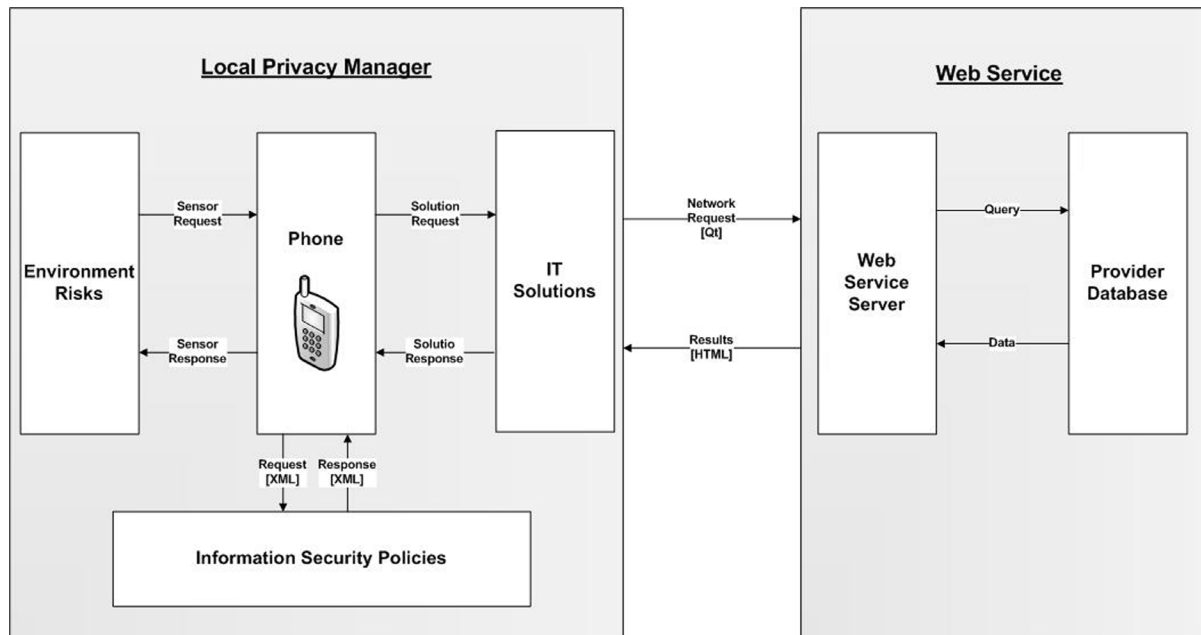 Local Privacy Manager
Web Service
Environment
Risks
Sensor
Request
Sensor
Response
Phone
Solution
Request
Solutio
Response
IT
Solutions
Network
Request
[Qt]
Results
[HTML]
Web
Service
Server
Query
Data
Provider
Database
Request
[XML]
Response
[XML]
Information Security Policies